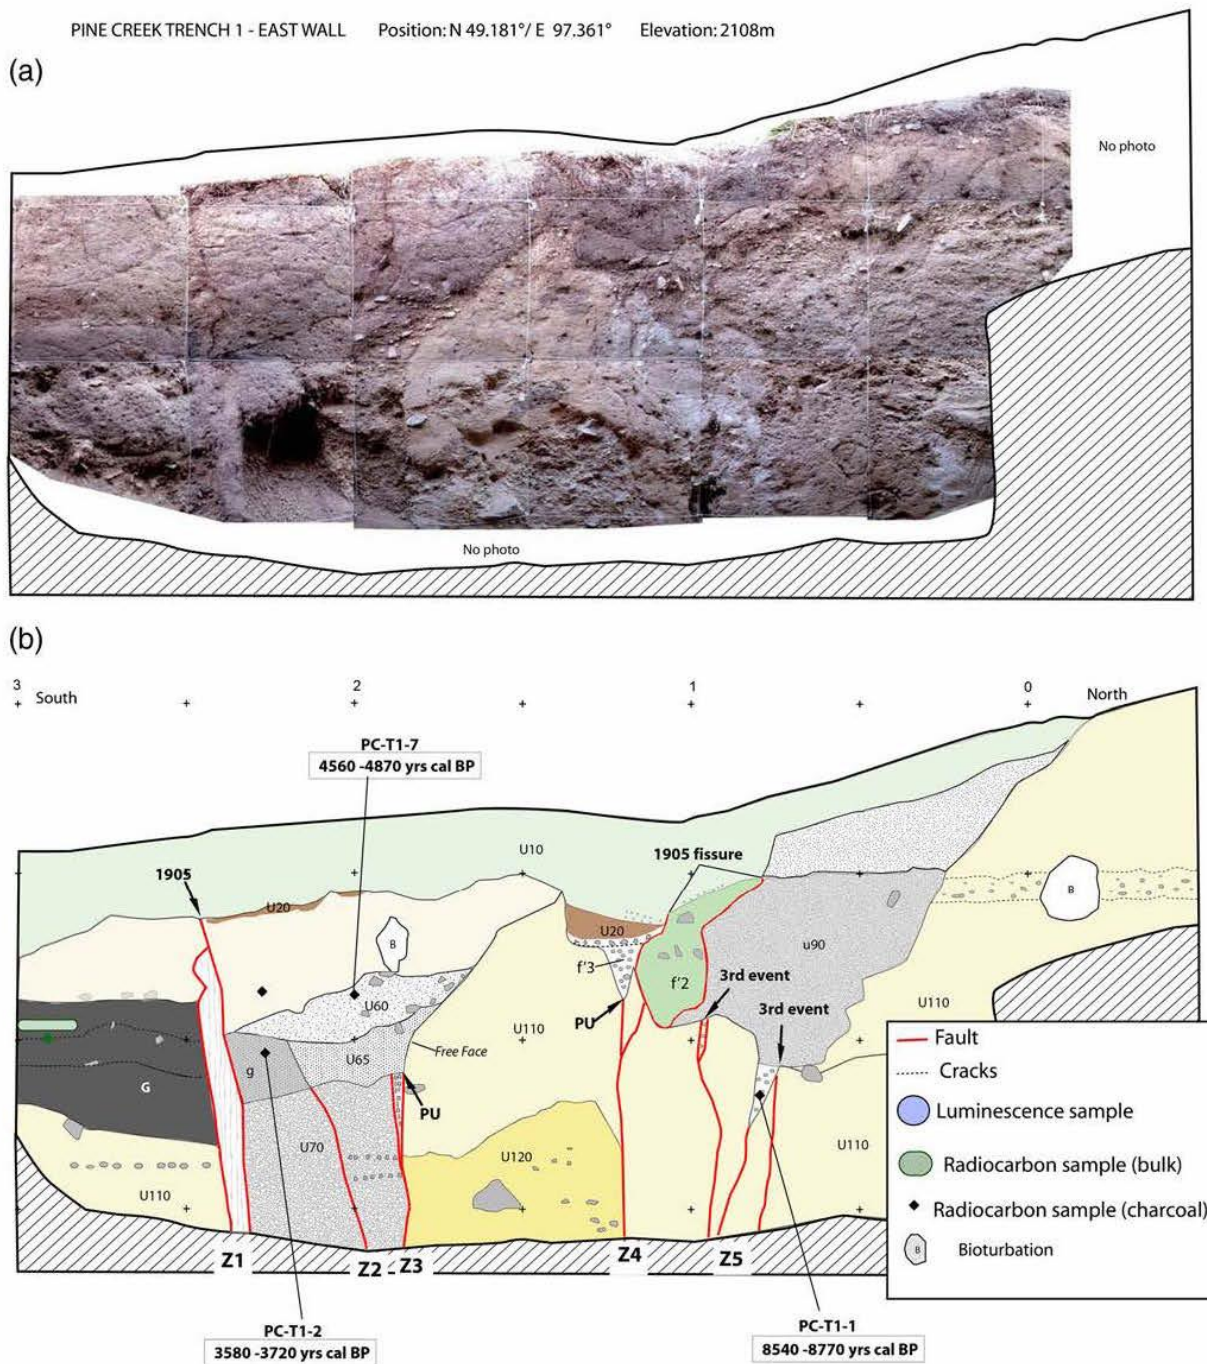 PINE CREEK TRENCH 1 - EAST WALL Position: N 49.181°/ E 97.361° Elevation: 2108m
(a)
No photo
No photo
(b)
3 South 2 1 0 North
PC-T1-7
4560 -4870 yrs cal BP
U10
1905 fissure
1905
U20
B
B
U20
u90
f'3
f'2
3rd event
3rd event
U60
PU
U110
U110
Free Face
U65
g
G
PU
U70
U120
U110
U110
Fault
Cracks
Luminescence sample
Radiocarbon sample (bulk)
Radiocarbon sample (charcoal)
B Bioturbation
Z1 Z2 Z3 Z4 Z5
PC-T1-2
3580 -3720 yrs cal BP
PC-T1-1
8540 -8770 yrs cal BP